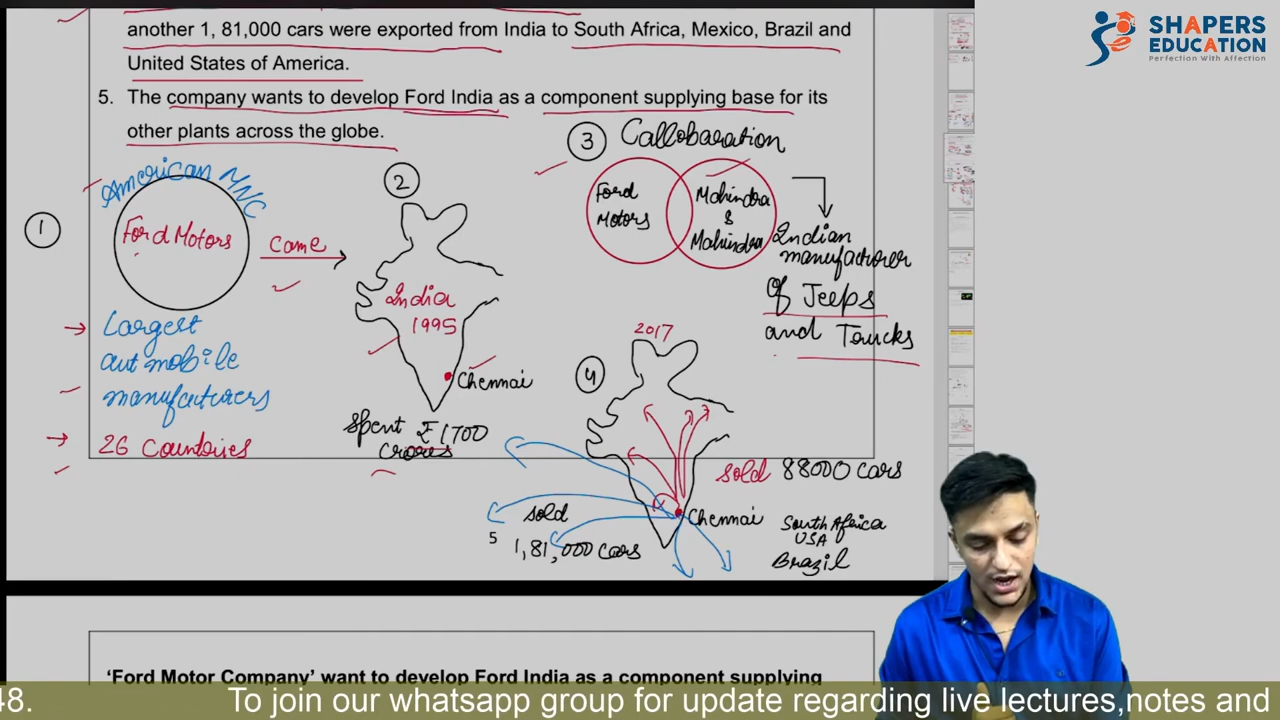 another 1, 81,000 cars were exported from India to South Africa, Mexico, Brazil and
United States of America.
5. The company wants to develop Ford India as a component supplying base for its
other plants across the globe.
SHAPERS
EDUCATION
Perfection With Affection
1
American MNC
Ford Motors
came
Largest
automobile
manufacturers
26 Countries
2
India
1995
Chennai
spent ₹1700
crores
3 Callobaration
Ford
Motors
Mahindra
&
Mahindra
Indian
manufacturer
Of Jeeps
and Trucks
4
2017
sold 88000 cars
Chennai
sold
5
1,81,000 cars
South Africa
USA
Brazil
'Ford Motor Company' want to develop Ford India as a component supplying
48. To join our whatsapp group for update regarding live lectures,notes and